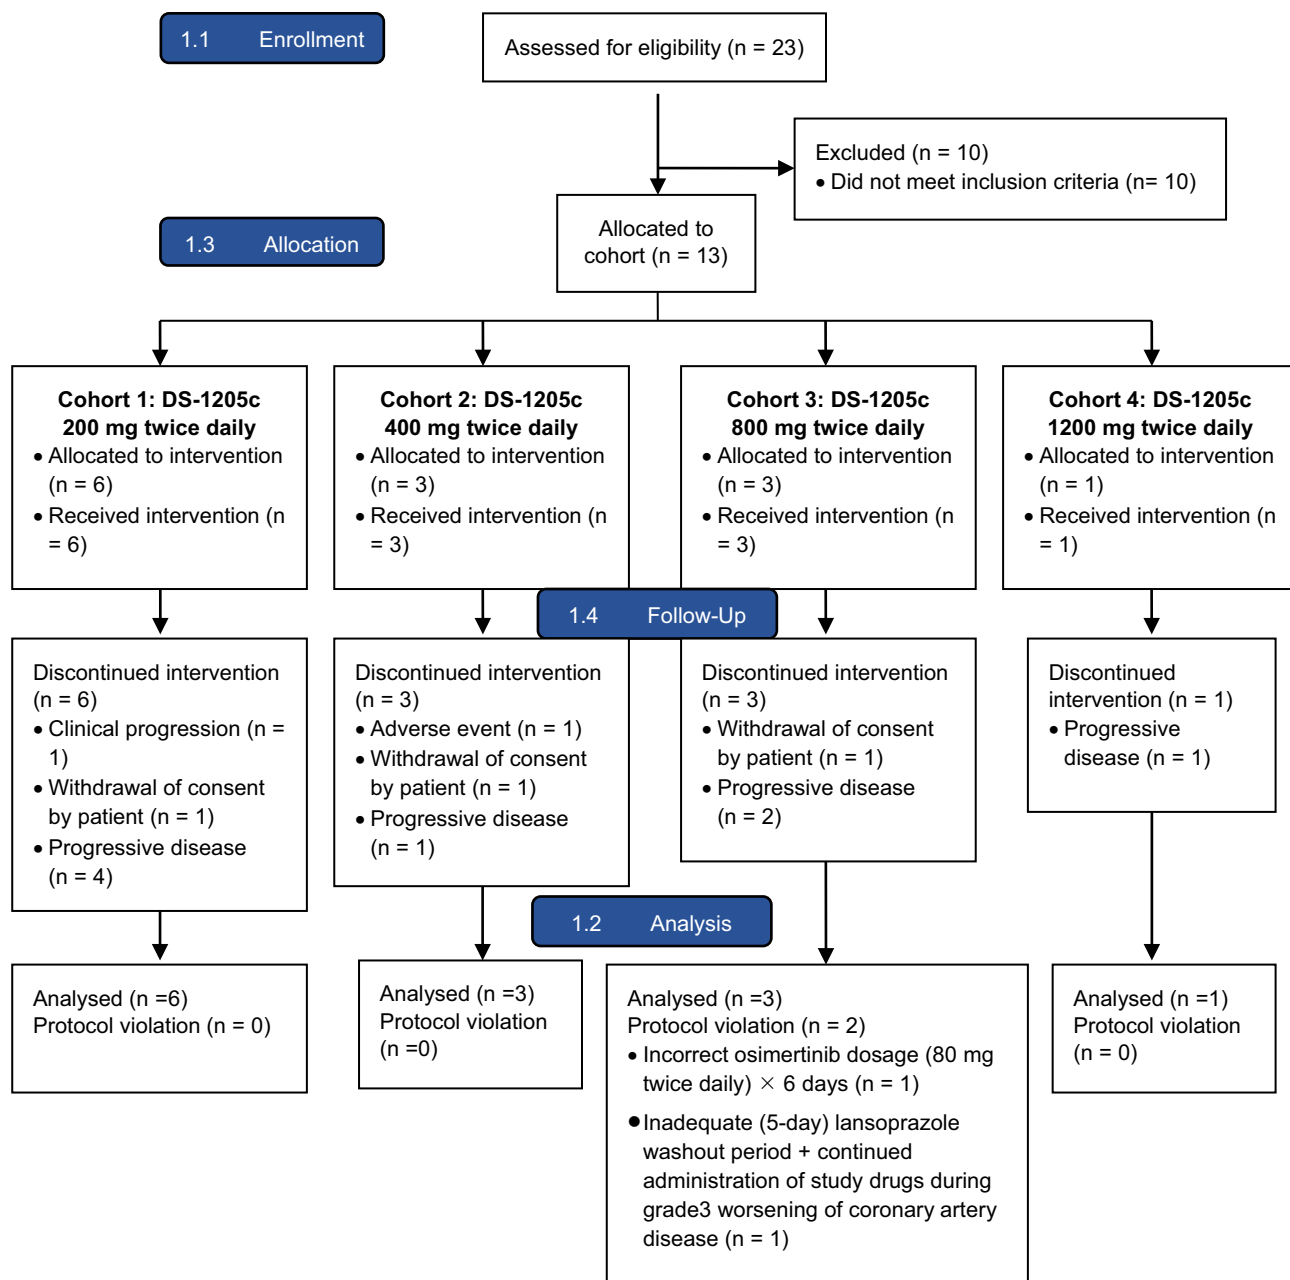 1.1 Enrollment
Assessed for eligibility (n = 23)
Excluded (n = 10)
• Did not meet inclusion criteria (n= 10)
1.3 Allocation
Allocated to
cohort (n = 13)
Cohort 1: DS-1205c
200 mg twice daily
• Allocated to intervention
(n = 6)
• Received intervention (n
= 6)
Cohort 2: DS-1205c
400 mg twice daily
• Allocated to intervention
(n = 3)
• Received intervention (n
= 3)
Cohort 3: DS-1205c
800 mg twice daily
• Allocated to intervention
(n = 3)
• Received intervention (n
= 3)
Cohort 4: DS-1205c
1200 mg twice daily
• Allocated to intervention
(n = 1)
• Received intervention (n
= 1)
1.4 Follow-Up
Discontinued intervention
(n = 6)
• Clinical progression (n =
1)
• Withdrawal of consent
by patient (n = 1)
• Progressive disease
(n = 4)
Discontinued intervention
(n = 3)
• Adverse event (n = 1)
• Withdrawal of consent
by patient (n = 1)
• Progressive disease
(n = 1)
Discontinued intervention
(n = 3)
• Withdrawal of consent
by patient (n = 1)
• Progressive disease
(n = 2)
Discontinued
intervention (n = 1)
• Progressive
disease (n = 1)
1.2 Analysis
Analysed (n =6)
Protocol violation (n = 0)
Analysed (n =3)
Protocol violation
(n =0)
Analysed (n =3)
Protocol violation (n = 2)
• Incorrect osimertinib dosage (80 mg
twice daily) × 6 days (n = 1)
● Inadequate (5-day) lansoprazole
washout period + continued
administration of study drugs during
grade3 worsening of coronary artery
disease (n = 1)
Analysed (n =1)
Protocol violation
(n = 0)